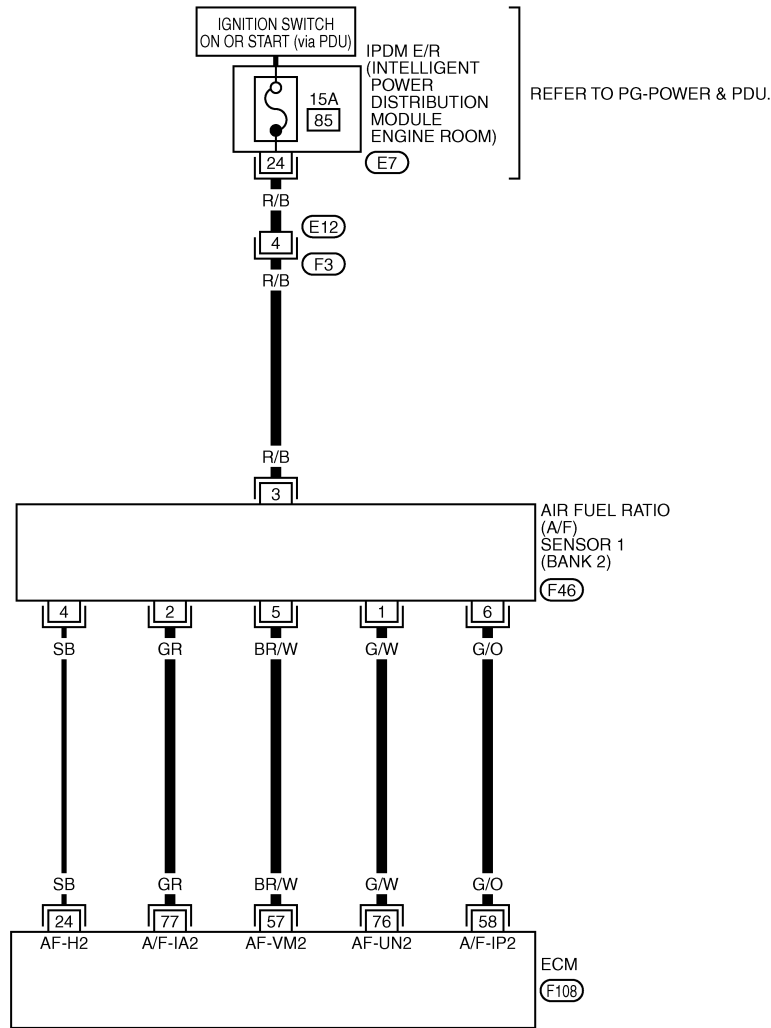 IGNITION SWITCH
ON OR START (via PDU)
IPDM E/R
(INTELLIGENT
POWER
DISTRIBUTION
MODULE
ENGINE ROOM)
REFER TO PG-POWER & PDU.
15A
85
24
E7
R/B
E12
4
F3
R/B
R/B
3
AIR FUEL RATIO
(A/F)
SENSOR 1
(BANK 2)
F46
4 2 5 1 6
SB GR BR/W G/W G/O
SB GR BR/W G/W G/O
24 77 57 76 58
AF-H2 A/F-IA2 AF-VM2 AF-UN2 A/F-IP2
ECM
F108